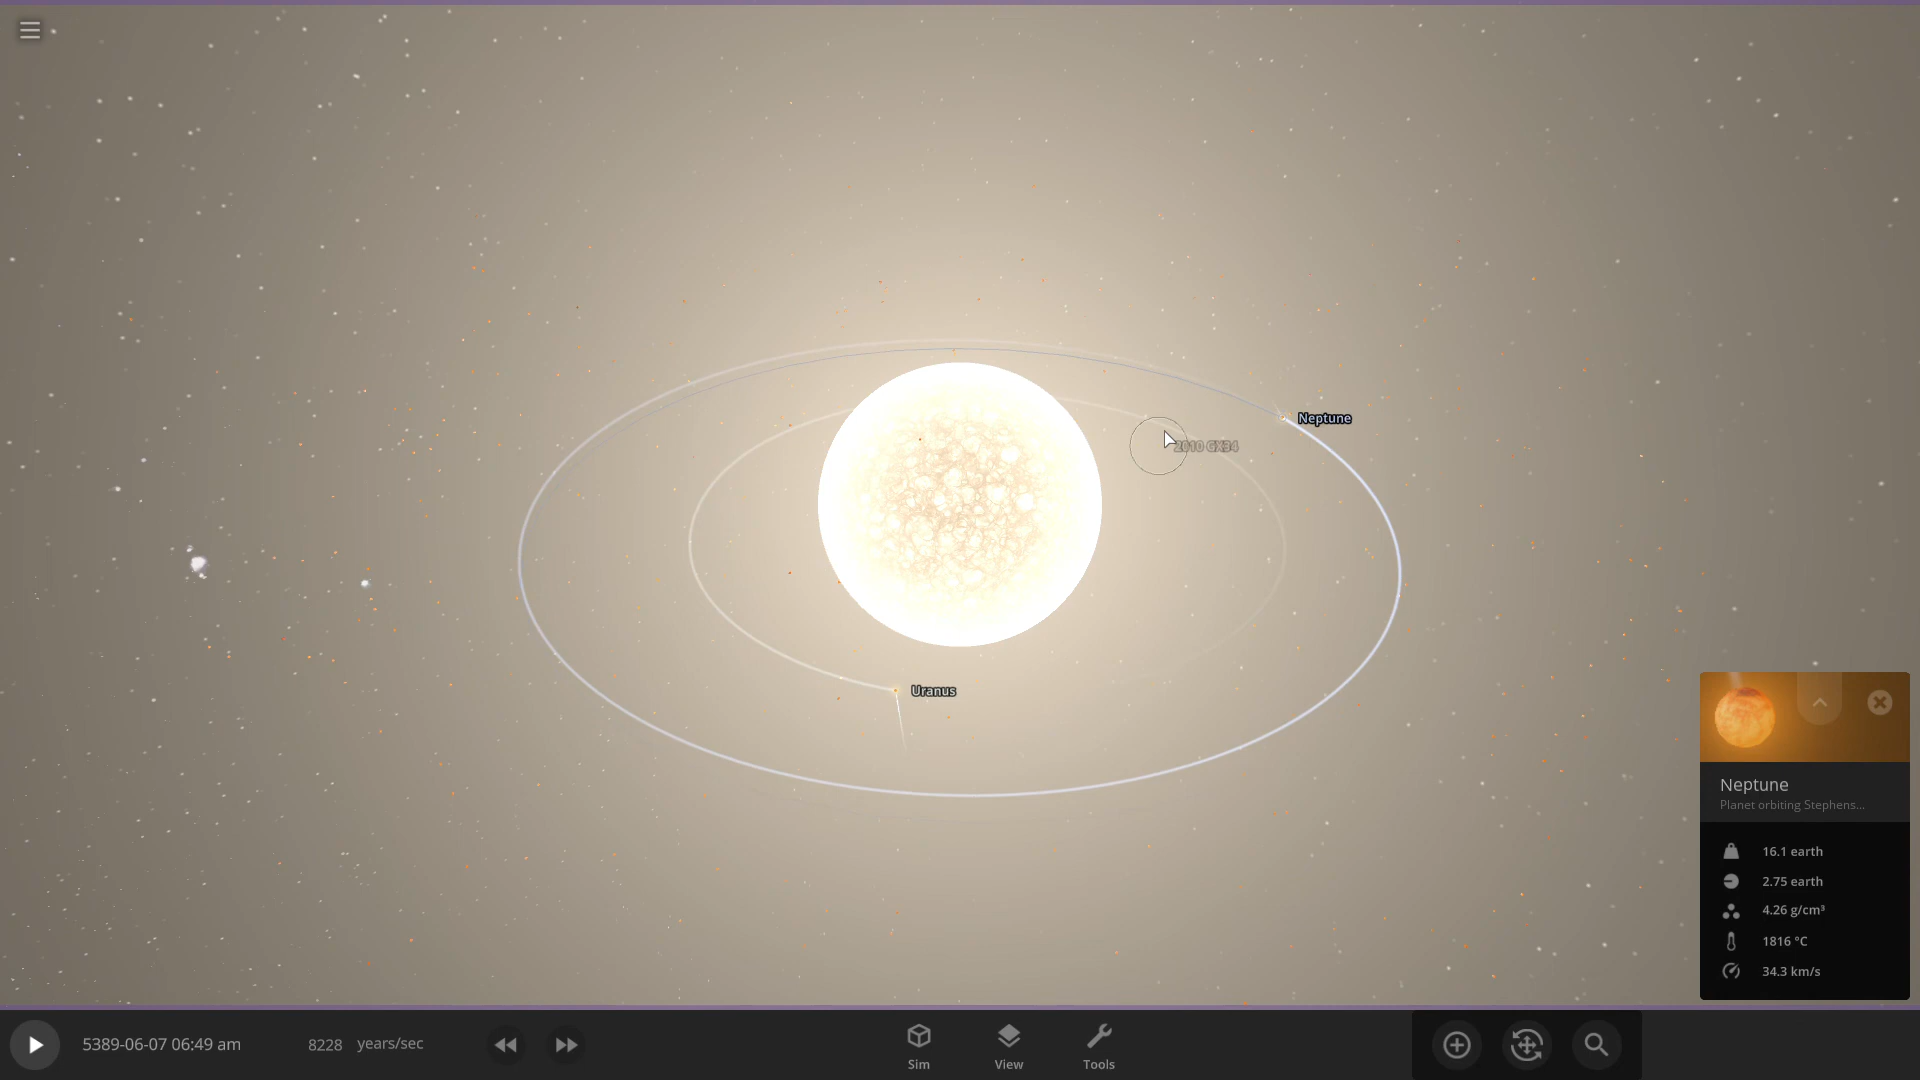 Neptune
2010 GX34
Uranus
Neptune
Planet orbiting Stephens...
16.1 earth
2.75 earth
4.26 g/cm³
1816 °C
34.3 km/s
5389-06-07 06:49 am
8228 years/sec
Sim
View
Tools